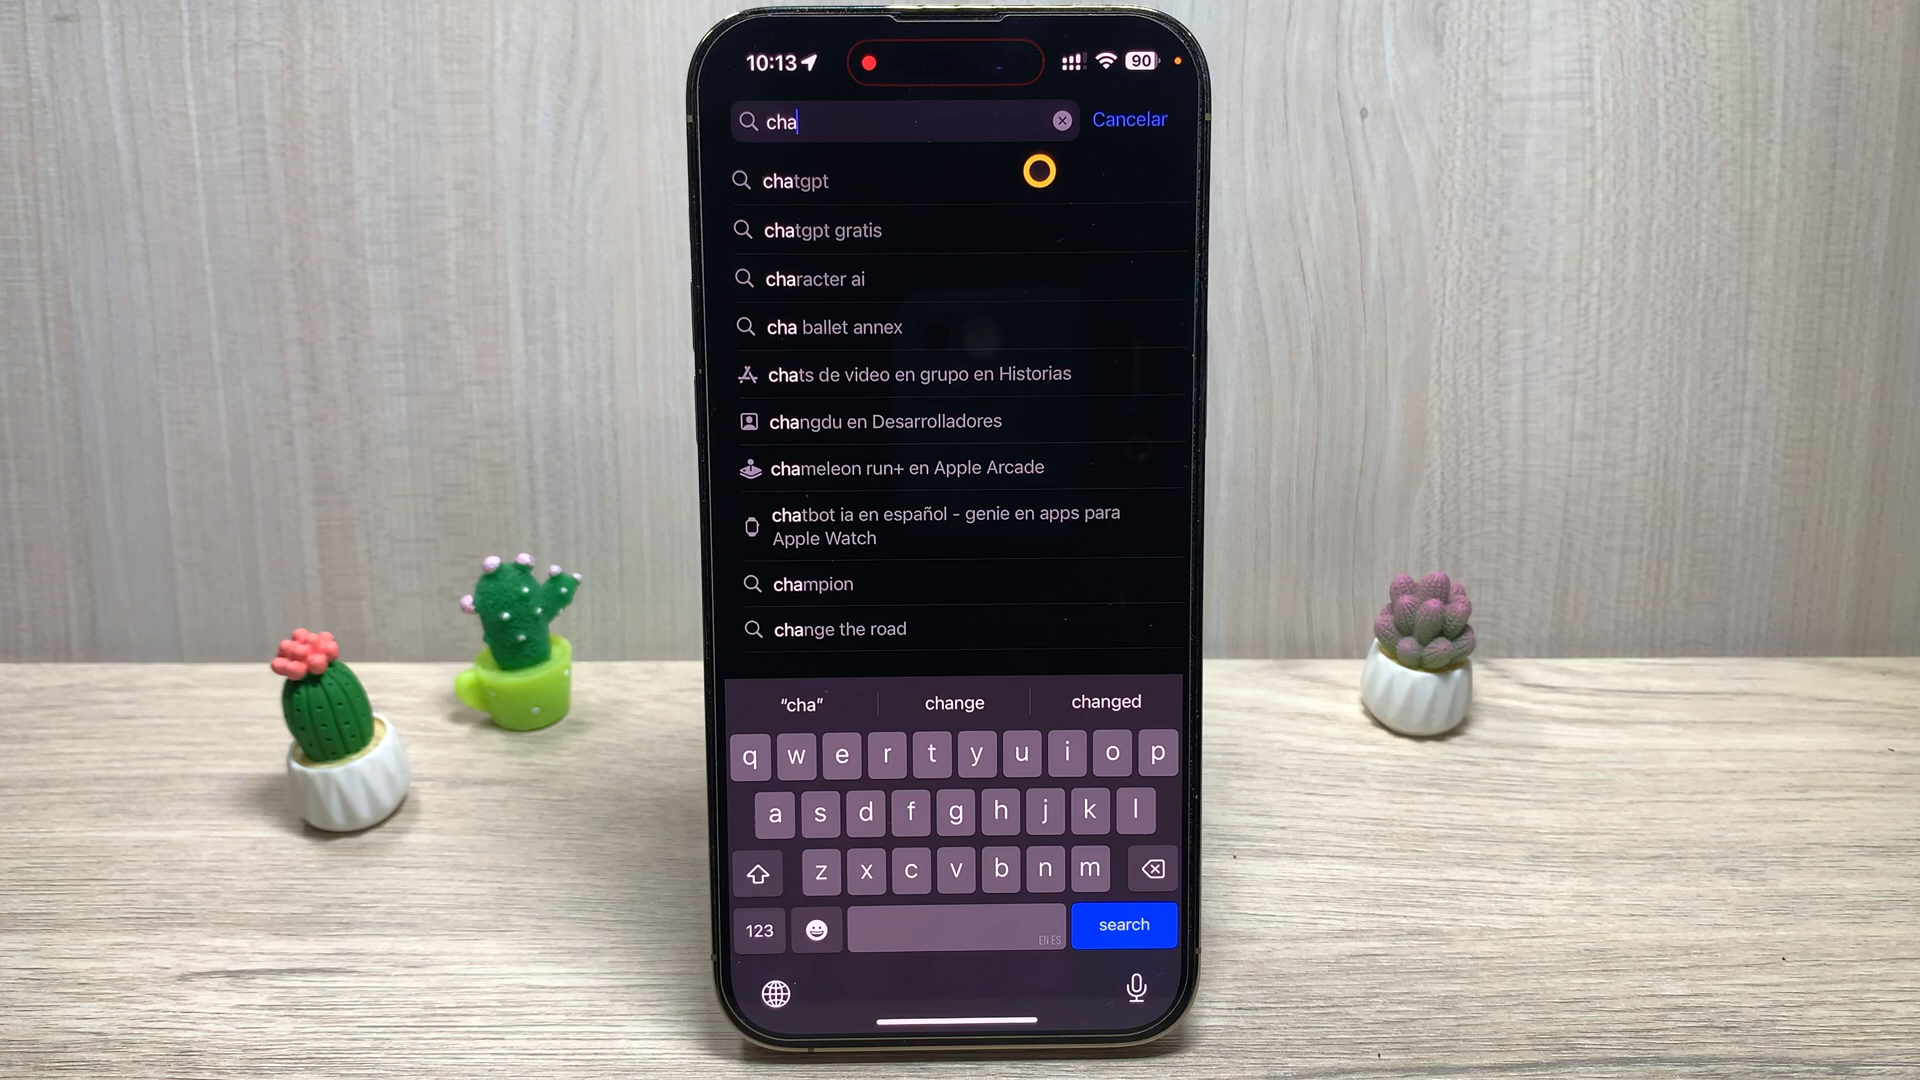 10:13
90
cha
Cancelar
chatgpt
chatgpt gratis
character ai
cha ballet annex
chats de video en grupo en Historias
changdu en Desarrolladores
chameleon run+ en Apple Arcade
chatbot ia en español - genie en apps para
Apple Watch
champion
change the road
“cha” change changed
q w e r t y u i o p
a s d f g h j k l
z x c v b n m
123
EN ES
search